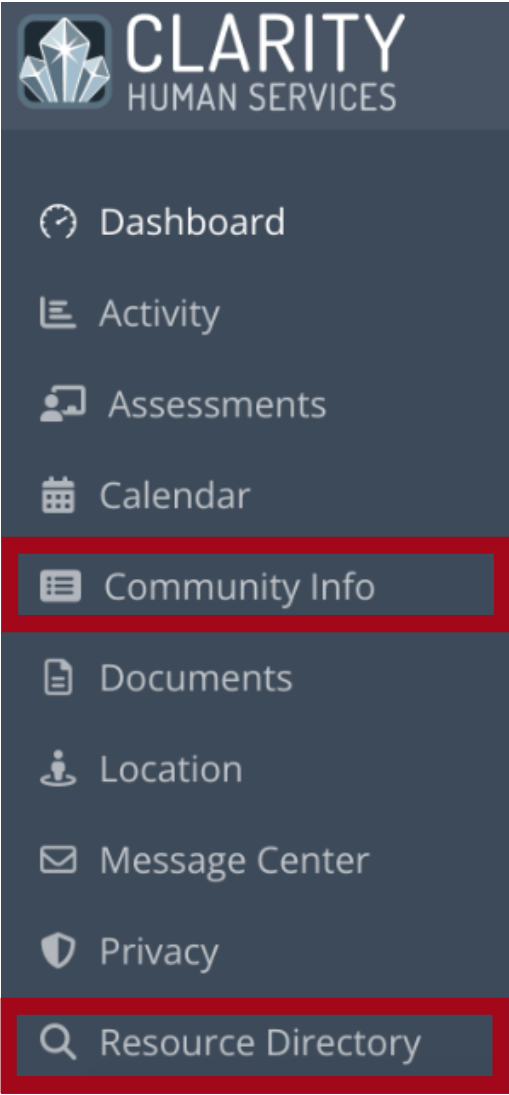 CLARITY
HUMAN SERVICES
Dashboard
Activity
Assessments
Calendar
Community Info
Documents
Location
Message Center
Privacy
Resource Directory